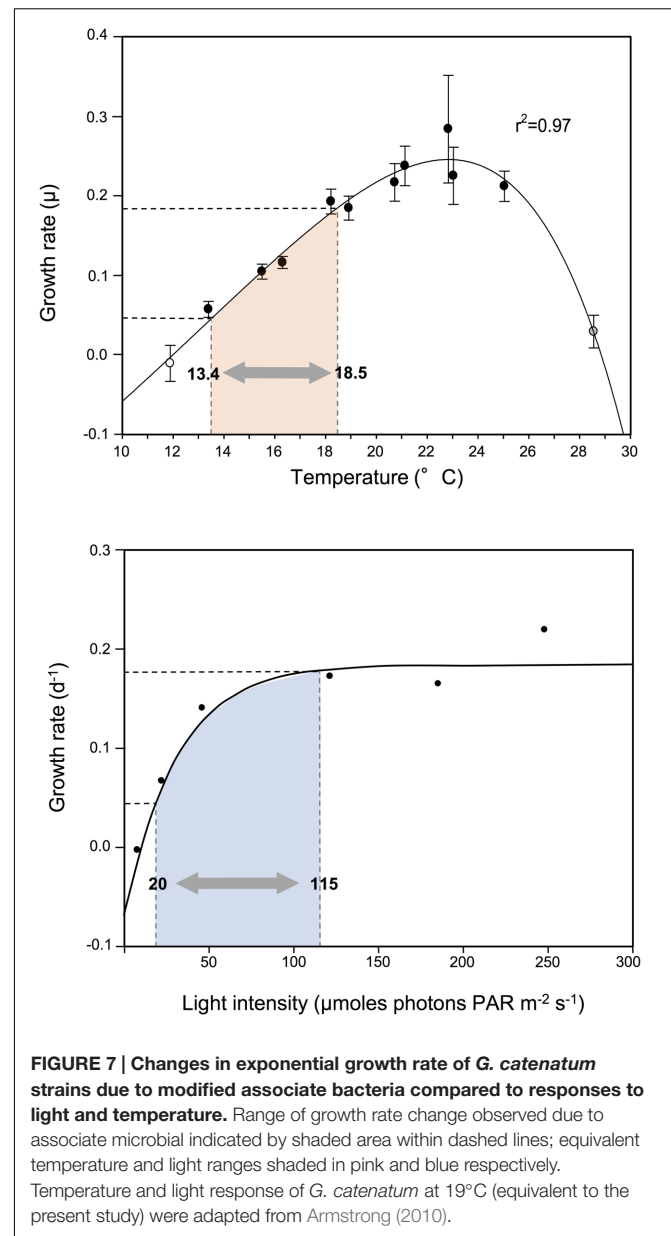 0.4
0.3
0.2
0.1
0.0
-0.1
Growth rate (µ)
r²=0.97
13.4
18.5
10 12 14 16 18 20 22 24 26 28 30
Temperature (° C)
0.3
0.2
0.1
0.0
-0.1
Growth rate (d⁻¹)
20
115
50 100 150 200 250 300
Light intensity (µmoles photons PAR m⁻² s⁻¹)
FIGURE 7 | Changes in exponential growth rate of G. catenatum
strains due to modified associate bacteria compared to responses to
light and temperature. Range of growth rate change observed due to
associate microbial indicated by shaded area within dashed lines; equivalent
temperature and light ranges shaded in pink and blue respectively.
Temperature and light response of G. catenatum at 19°C (equivalent to the
present study) were adapted from Armstrong (2010).